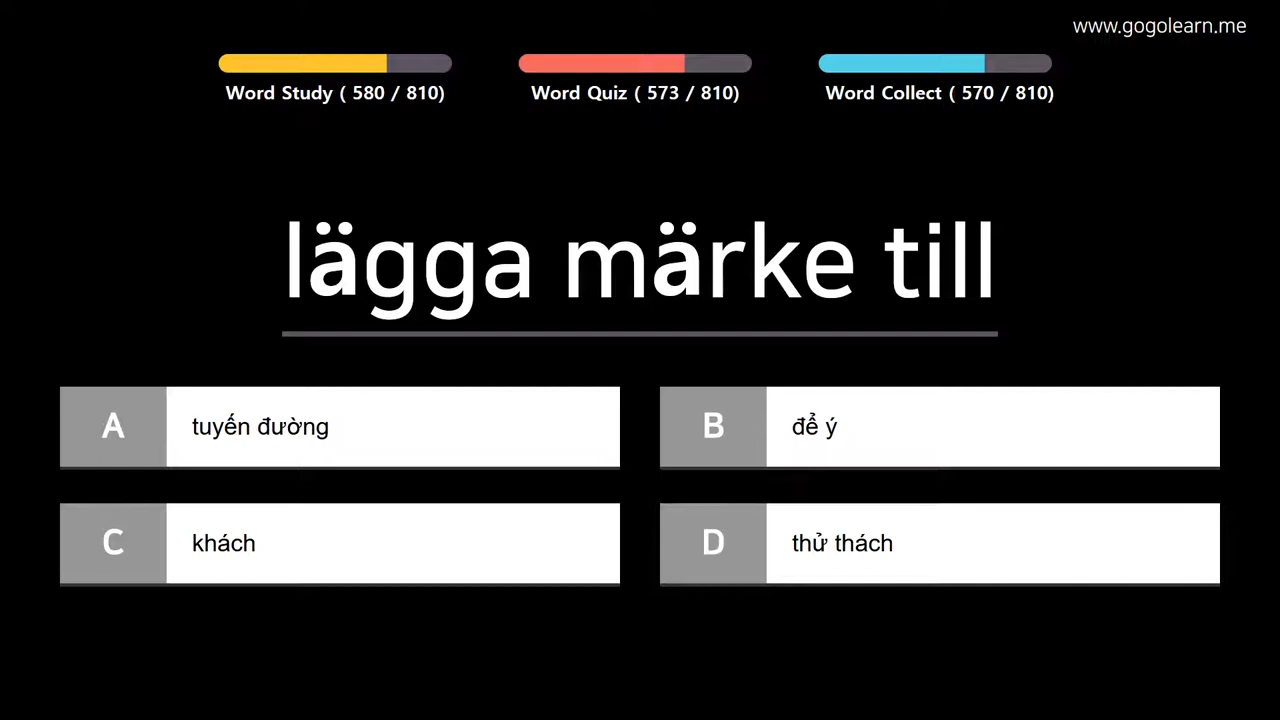 www.gogolearn.me
Word Study ( 580 / 810)
Word Quiz ( 573 / 810)
Word Collect ( 570 / 810)
lägga märke till
A tuyến đường
B để ý
C khách
D thử thách